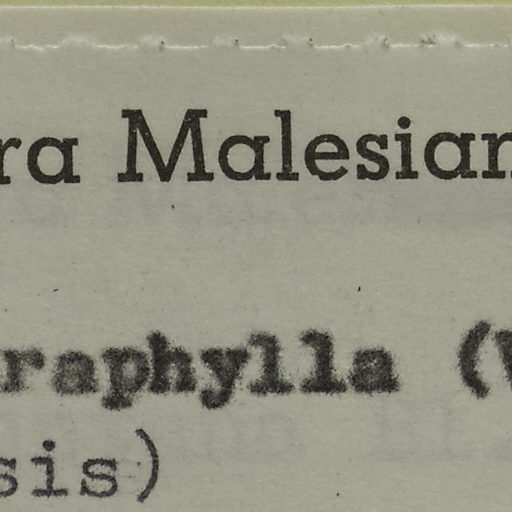 ra Malesian
raphylla (V
sis)